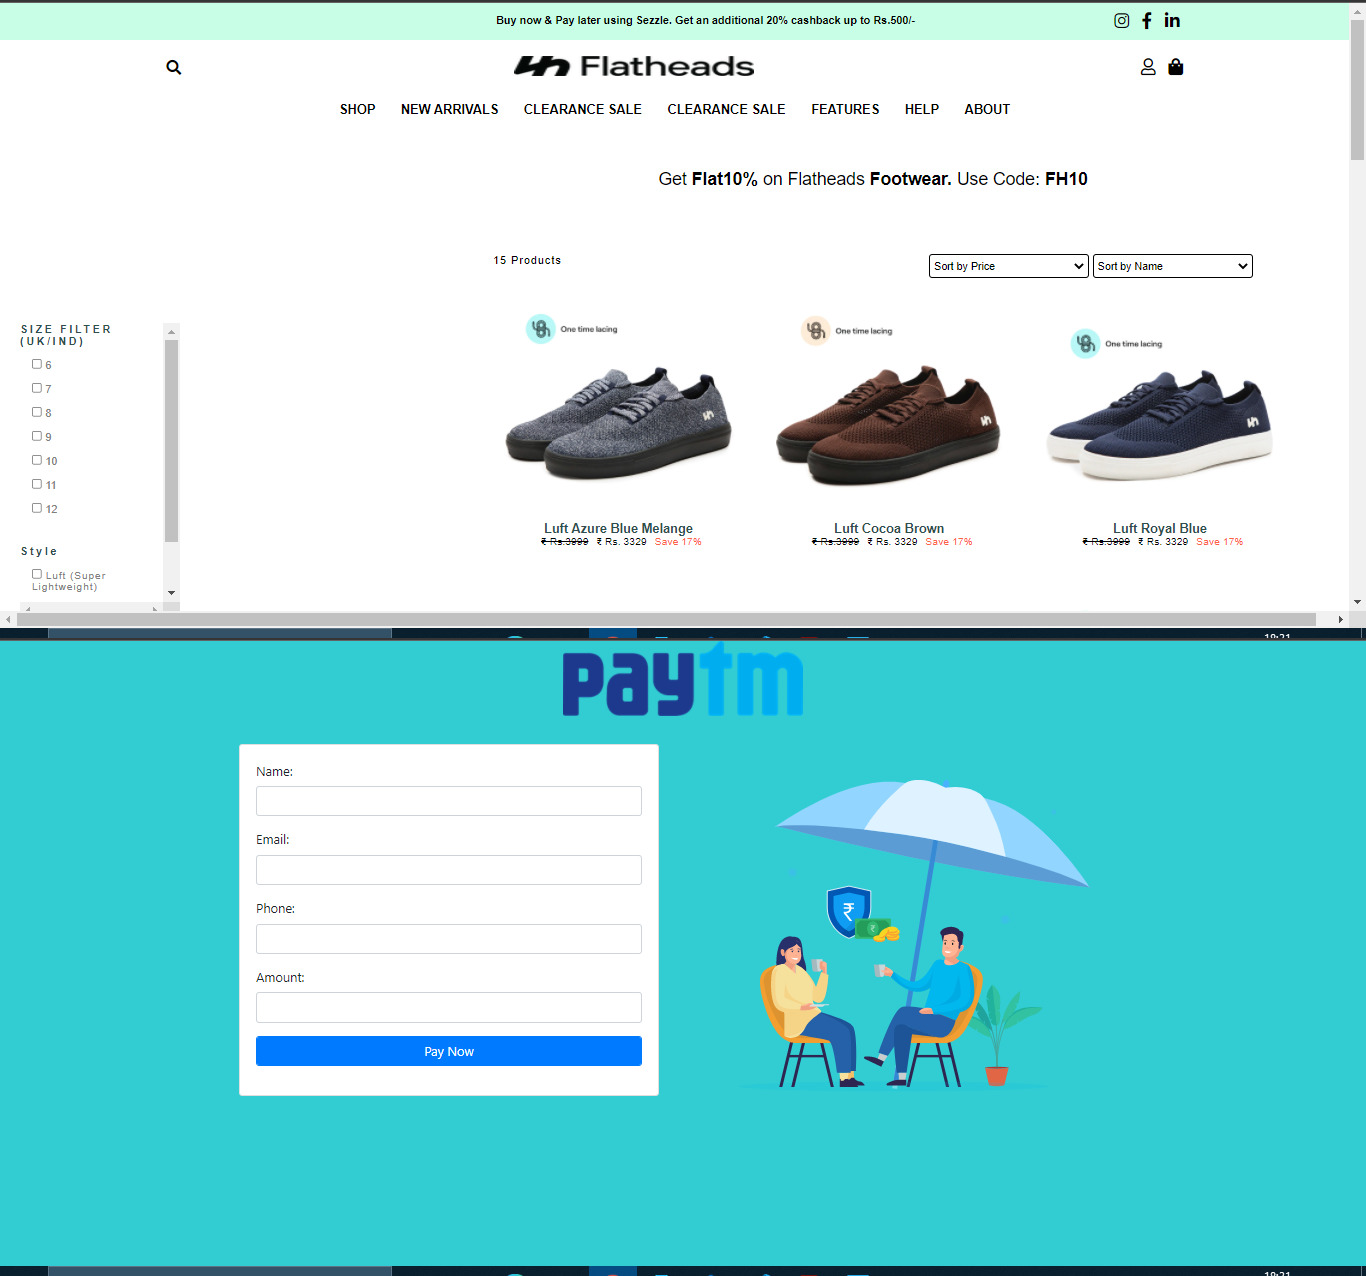 Buy now & Pay later using Sezzle. Get an additional 20% cashback up to Rs.500/-
Flatheads
SHOP NEW ARRIVALS CLEARANCE SALE CLEARANCE SALE FEATURES HELP ABOUT
Get Flat10% on Flatheads Footwear. Use Code: FH10
15 Products
Sort by Price Sort by Name
One time lacing
One time lacing
One time lacing
SIZE FILTER
(UK/IND)
6
7
8
9
10
11
12
Style
Luft (Super
Lightweight)
Luft Azure Blue Melange
₹ Rs.3999 ₹ Rs. 3329 Save 17%
Luft Cocoa Brown
₹ Rs.3999 ₹ Rs. 3329 Save 17%
Luft Royal Blue
₹ Rs.3999 ₹ Rs. 3329 Save 17%
paytm
Name:
Email:
Phone:
Amount:
Pay Now
₹
₹